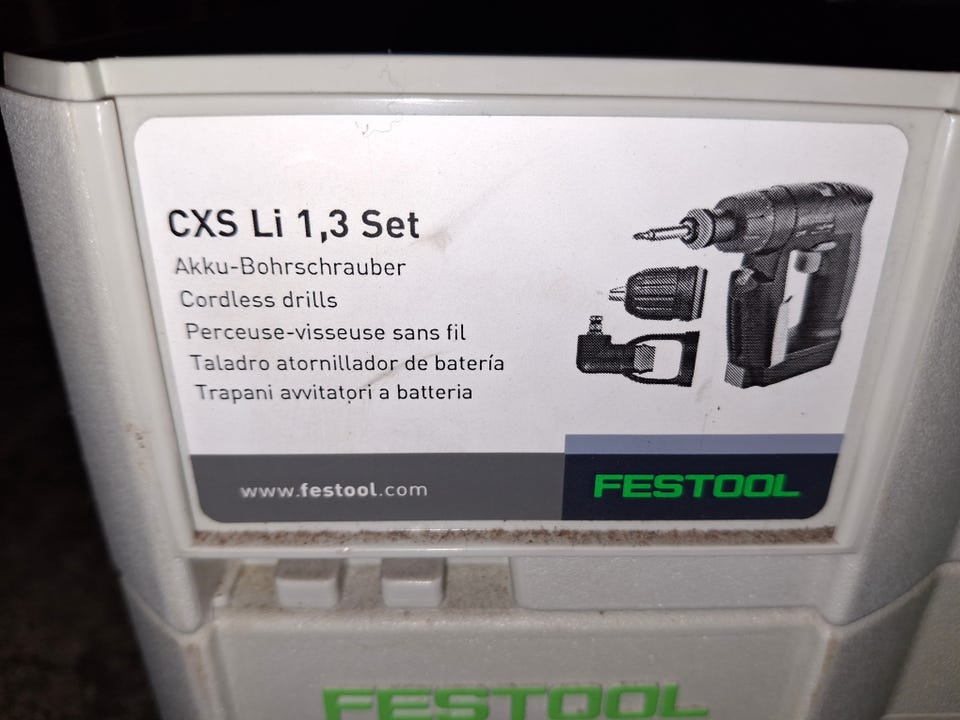 CXS Li 1,3 Set
Akku-Bohrschrauber
Cordless drills
Perceuse-visseuse sans fil
Taladro atornillador de batería
Trapani avvitatori a batteria
www.festool.com
FESTOOL
FESTOOL